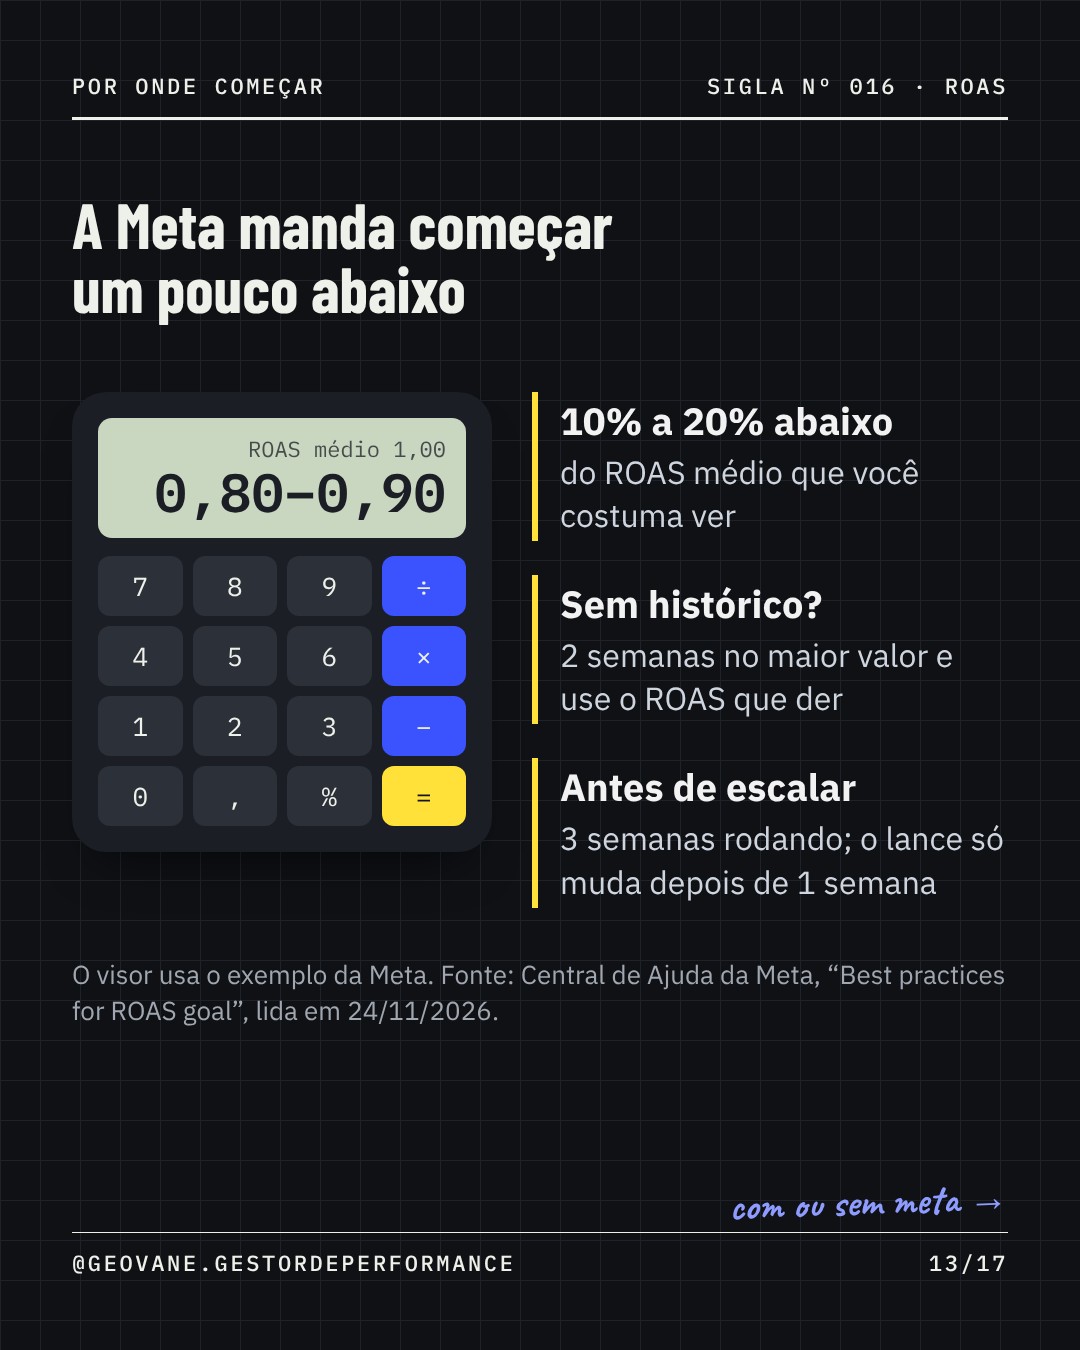 POR ONDE COMEÇAR
SIGLA Nº 016 · ROAS
A Meta manda começar
um pouco abaixo
ROAS médio 1,00
0,80–0,90
7 8 9 ÷
4 5 6 ×
1 2 3 −
0 , % =
10% a 20% abaixo
do ROAS médio que você
costuma ver
Sem histórico?
2 semanas no maior valor e
use o ROAS que der
Antes de escalar
3 semanas rodando; o lance só
muda depois de 1 semana
O visor usa o exemplo da Meta. Fonte: Central de Ajuda da Meta, “Best practices
for ROAS goal”, lida em 24/11/2026.
com ou sem meta →
@GEOVANE.GESTORDEPERFORMANCE
13/17